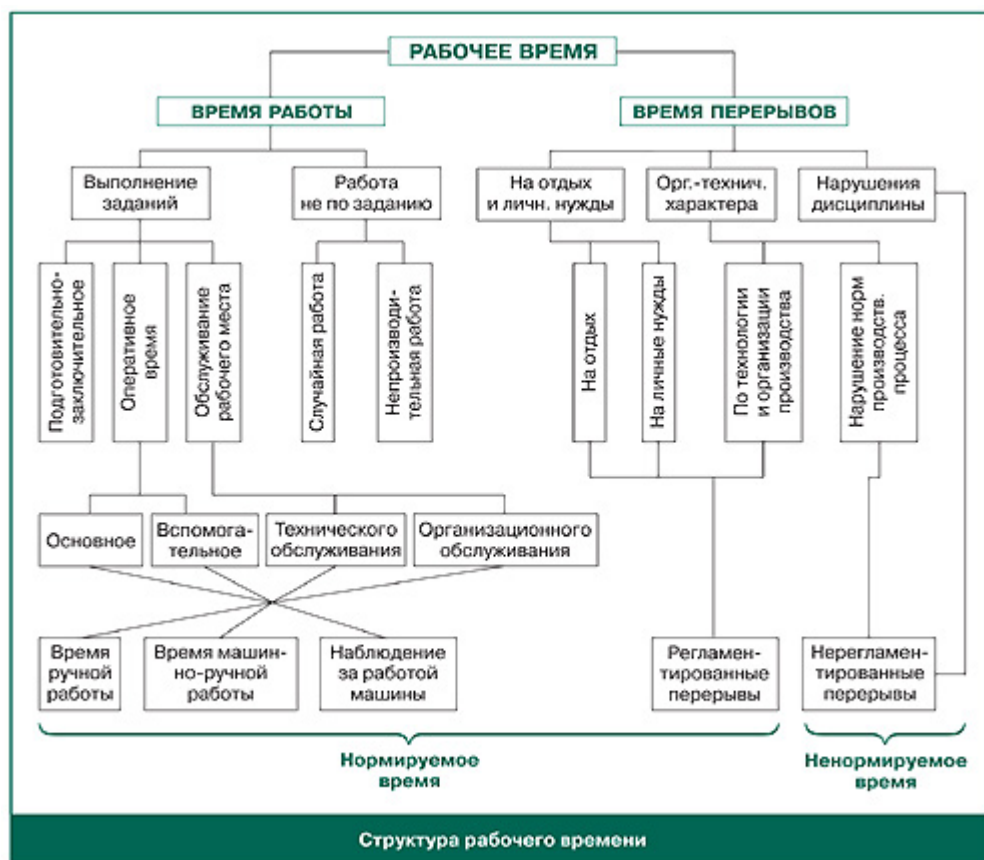 РАБОЧЕЕ ВРЕМЯ
ВРЕМЯ РАБОТЫ
ВРЕМЯ ПЕРЕРЫВОВ
Выполнение
заданий
Работа
не по заданию
На отдых
и личн. нужды
Орг.-технич.
характера
Нарушения
дисциплины
Подготовительно-
заключительное
Оперативное
время
Обслуживание
рабочего места
Случайная работа
Непроизводи-
тельная работа
На отдых
На личные нужды
По технологии
и организации
производства
Нарушение норм
производств.
процесса
Основное
Вспомога-
тельное
Технического
обслуживания
Организационного
обслуживания
Время
ручной
работы
Время машин-
но-ручной
работы
Наблюдение
за работой
машины
Регламен-
тированные
перерывы
Нерегламен-
тированные
перерывы
Нормируемое
время
Ненормируемое
время
Структура рабочего времени